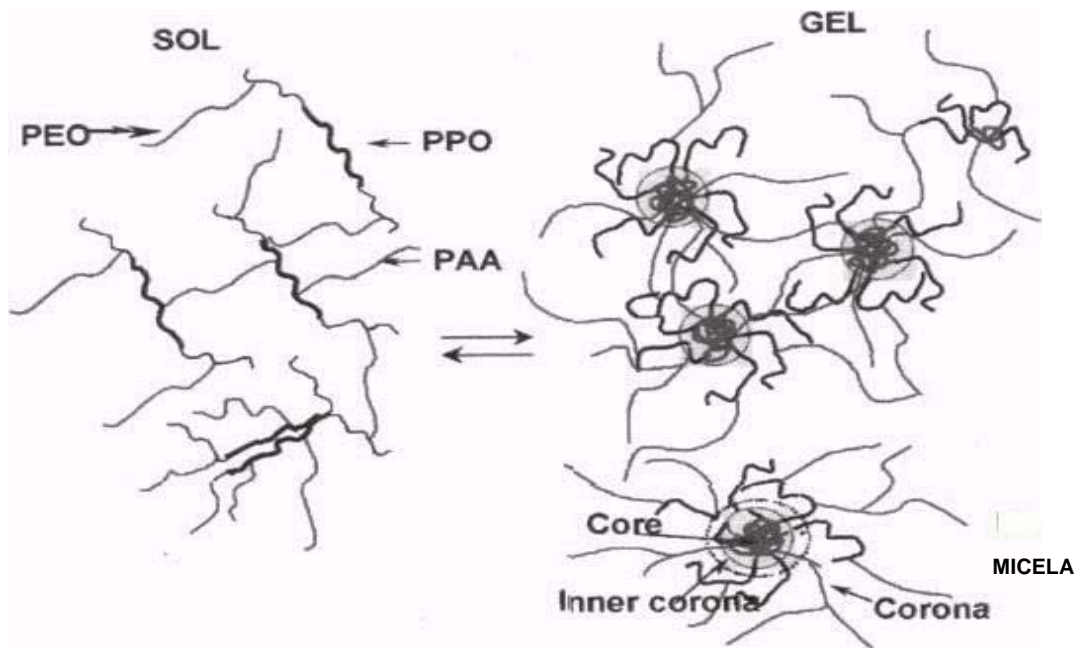 SOL
GEL
PEO
PPO
PAA
Core
Inner corona
Corona
MICELA